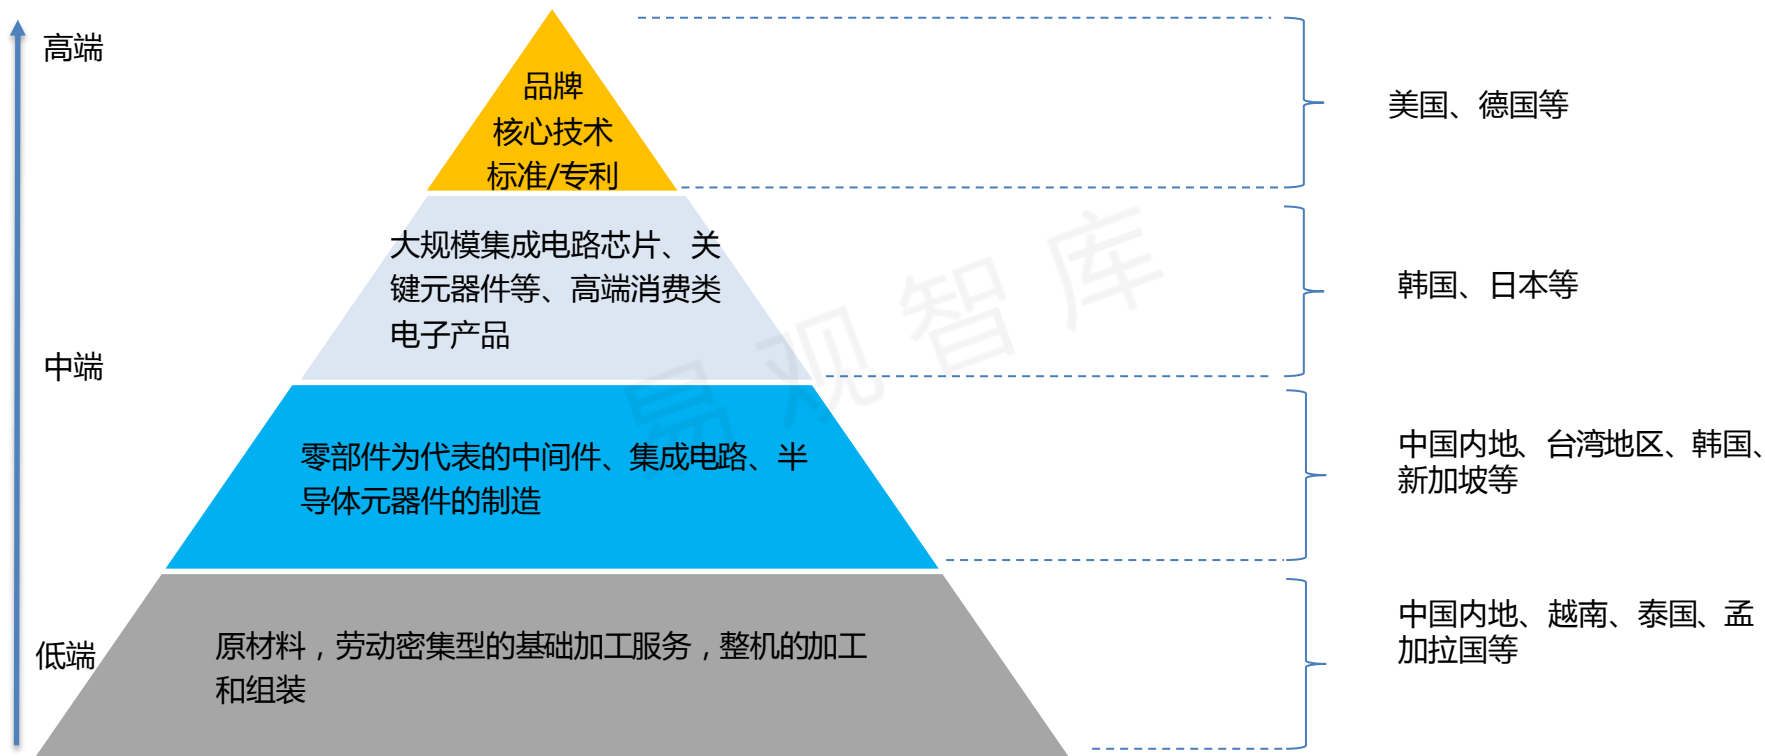 高端
品牌
核心技术
标准/专利
美国、德国等
大规模集成电路芯片、关
键元器件等、高端消费类
电子产品
韩国、日本等
中端
零部件为代表的中间件、集成电路、半
导体元器件的制造
中国内地、台湾地区、韩国、
新加坡等
低端
原材料，劳动密集型的基础加工服务，整机的加工
和组装
中国内地、越南、泰国、孟
加拉国等
易观智库